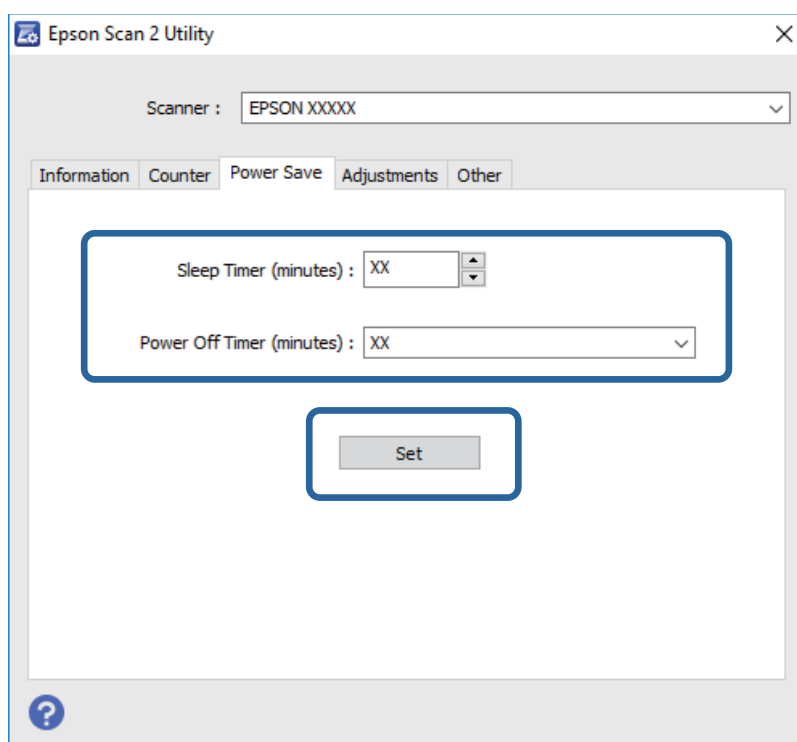 Epson Scan 2 Utility
Scanner : EPSON XXXXX
Information Counter Power Save Adjustments Other
Sleep Timer (minutes) : XX
Power Off Timer (minutes) : XX
Set
?